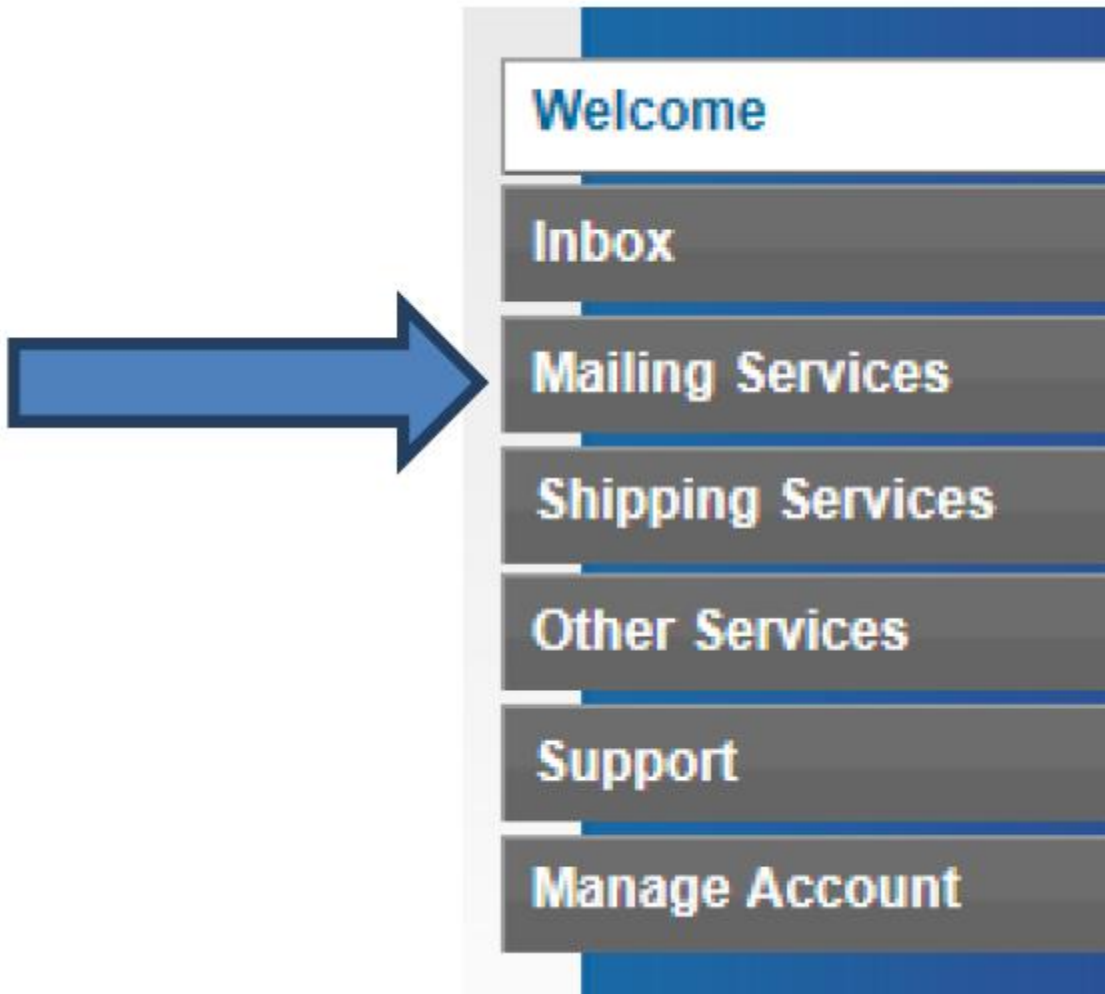 Welcome
Inbox
Mailing Services
Shipping Services
Other Services
Support
Manage Account